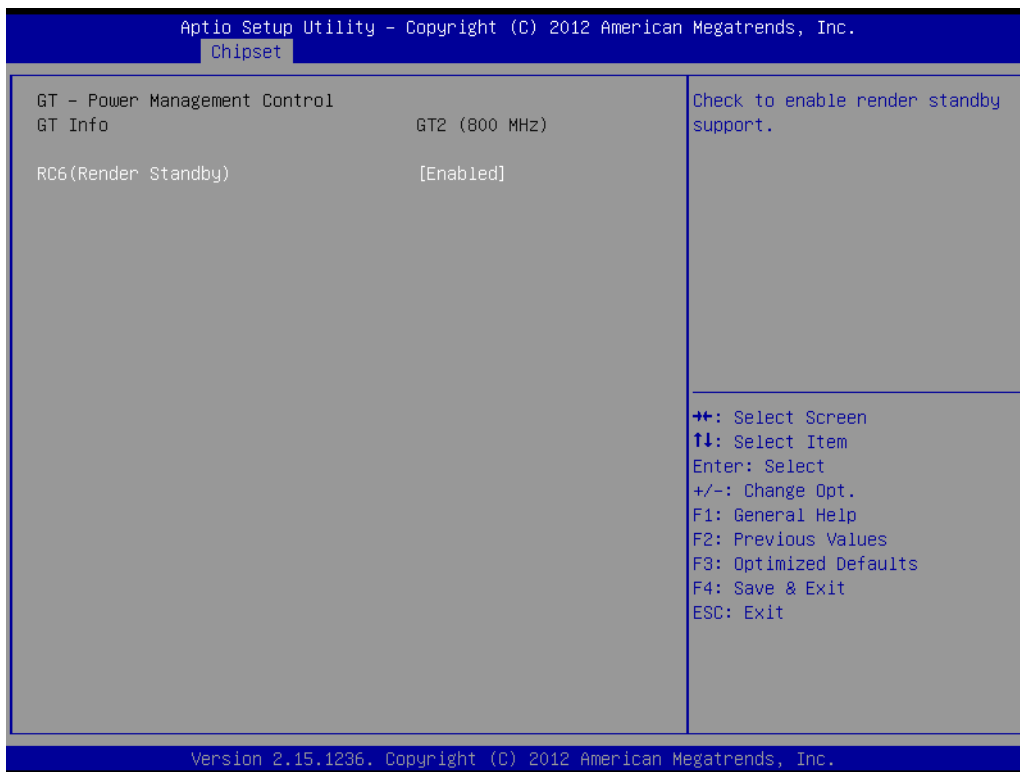 Aptio Setup Utility – Copyright (C) 2012 American Megatrends, Inc.
Chipset
GT – Power Management Control
GT Info GT2 (800 MHz)
RC6(Render Standby) [Enabled]
Check to enable render standby
support.
→←: Select Screen
↑↓: Select Item
Enter: Select
+/-: Change Opt.
F1: General Help
F2: Previous Values
F3: Optimized Defaults
F4: Save & Exit
ESC: Exit
Version 2.15.1236. Copyright (C) 2012 American Megatrends, Inc.